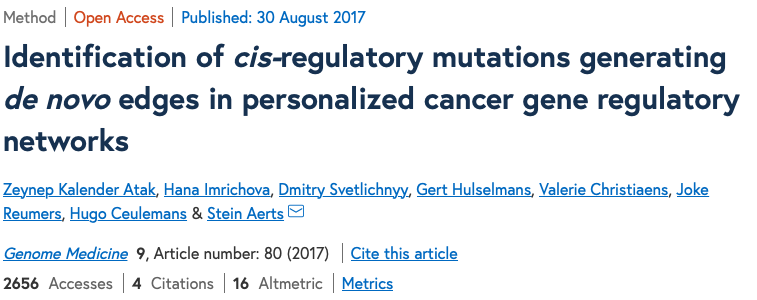 Method | Open Access | Published: 30 August 2017
Identification of cis-regulatory mutations generating
de novo edges in personalized cancer gene regulatory
networks
Zeynep Kalender Atak, Hana Imrichova, Dmitry Svetlichnyy, Gert Hulselmans, Valerie Christiaens, Joke
Reumers, Hugo Ceulemans & Stein Aerts
Genome Medicine 9, Article number: 80 (2017) | Cite this article
2656 Accesses | 4 Citations | 16 Altmetric | Metrics